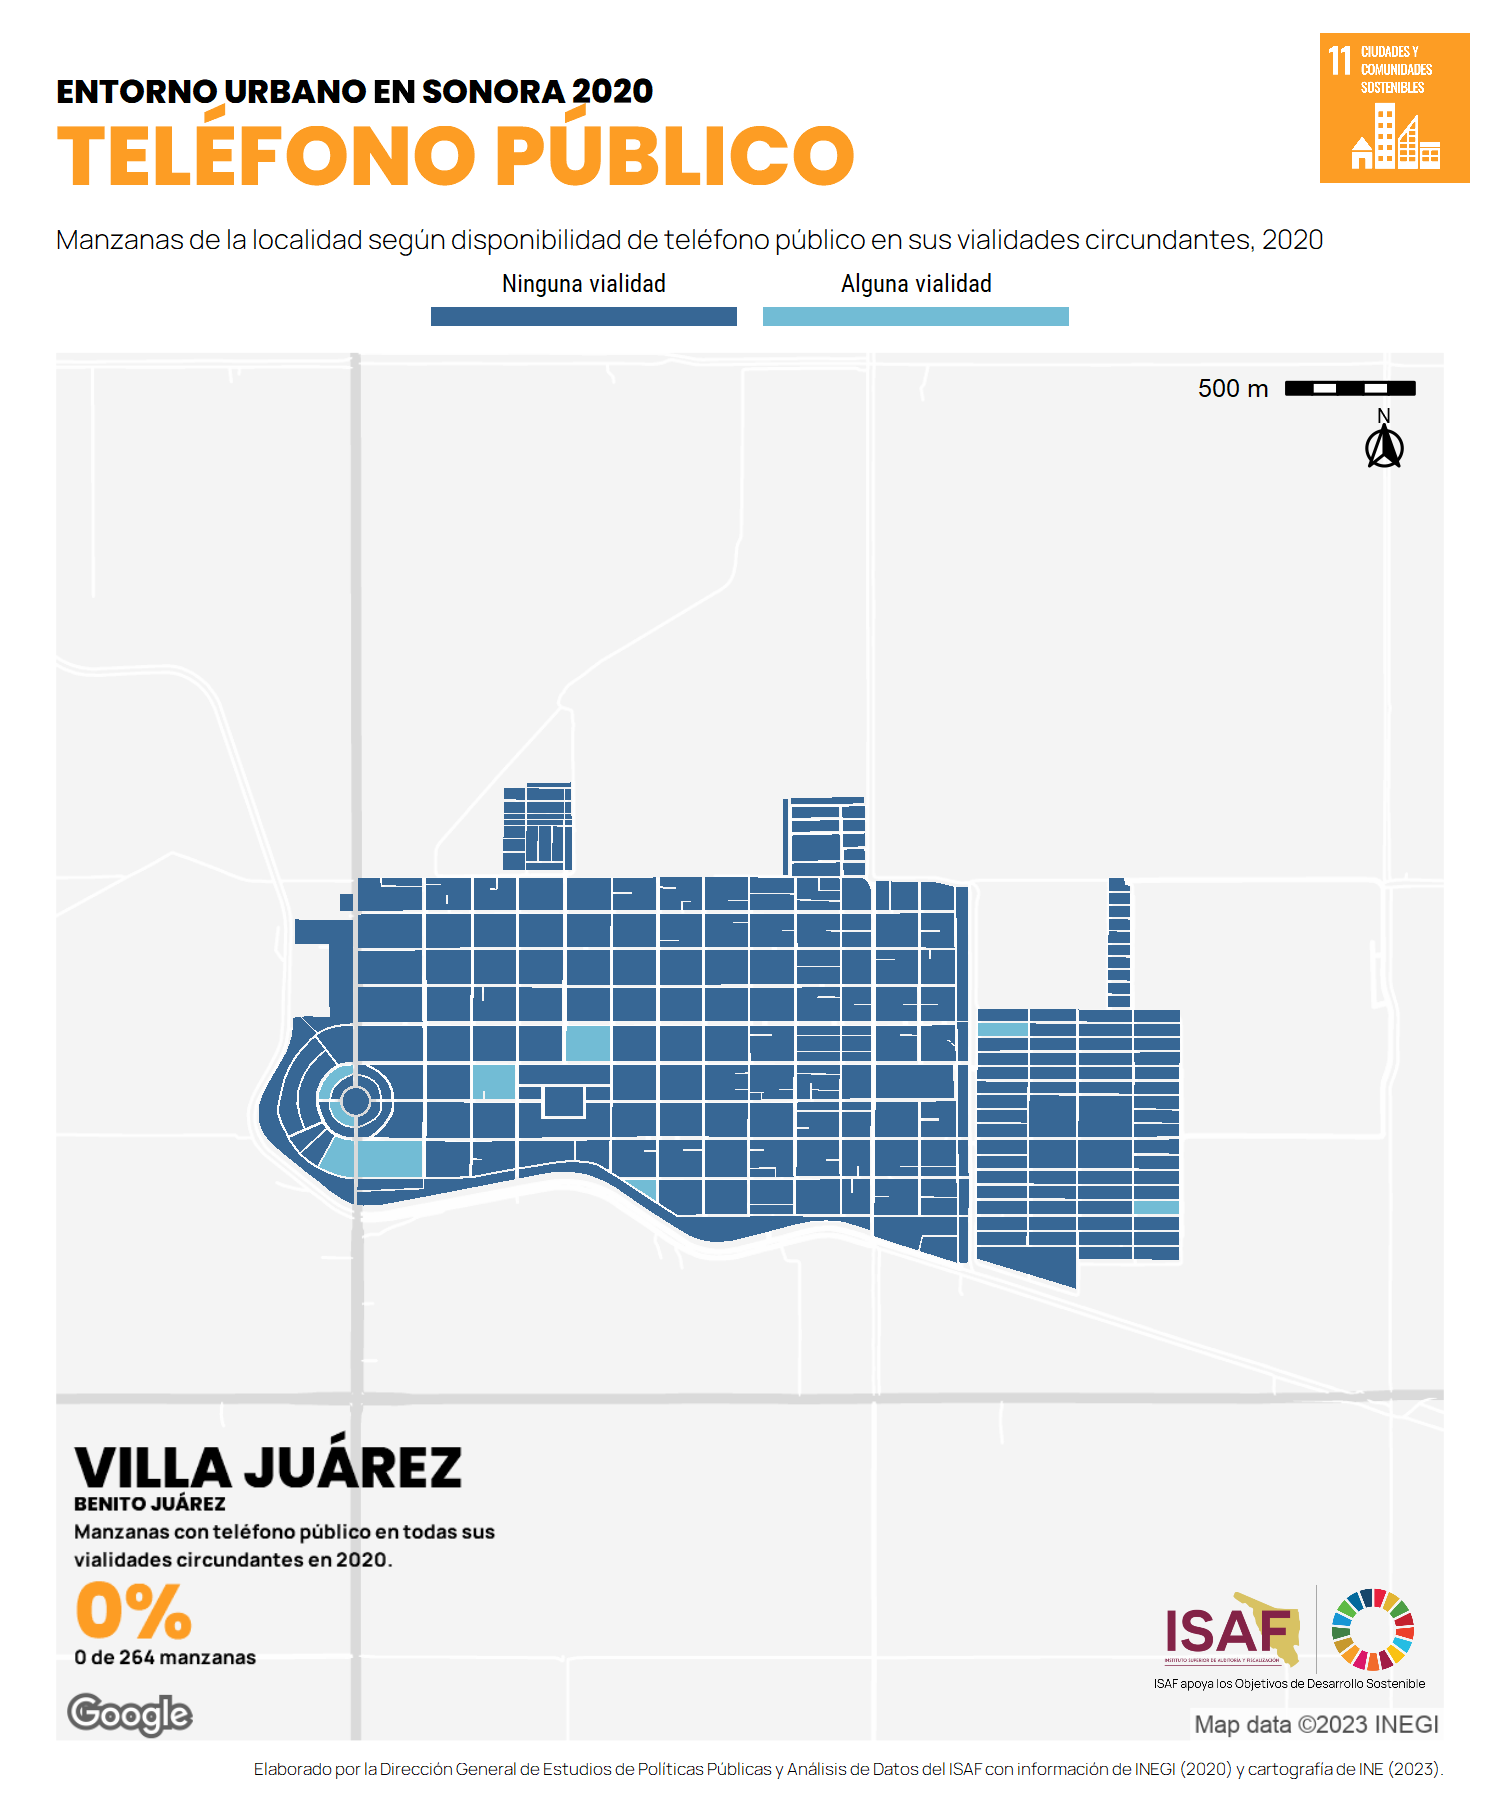 ENTORNO URBANO EN SONORA 2020
TELÉFONO PÚBLICO
11 CIUDADES Y
COMUNIDADES
SOSTENIBLES
Manzanas de la localidad según disponibilidad de teléfono público en sus vialidades circundantes, 2020
Ninguna vialidad
Alguna vialidad
500 m
N
VILLA JUÁREZ
BENITO JUÁREZ
Manzanas con teléfono público en todas sus
vialidades circundantes en 2020.
0%
0 de 264 manzanas
Google
ISAF
INSTITUTO SUPERIOR DE AUDITORÍA Y FISCALIZACIÓN
ISAF apoya los Objetivos de Desarrollo Sostenible
Map data ©2023 INEGI
Elaborado por la Dirección General de Estudios de Políticas Públicas y Análisis de Datos del ISAF con información de INEGI (2020) y cartografía de INE (2023).